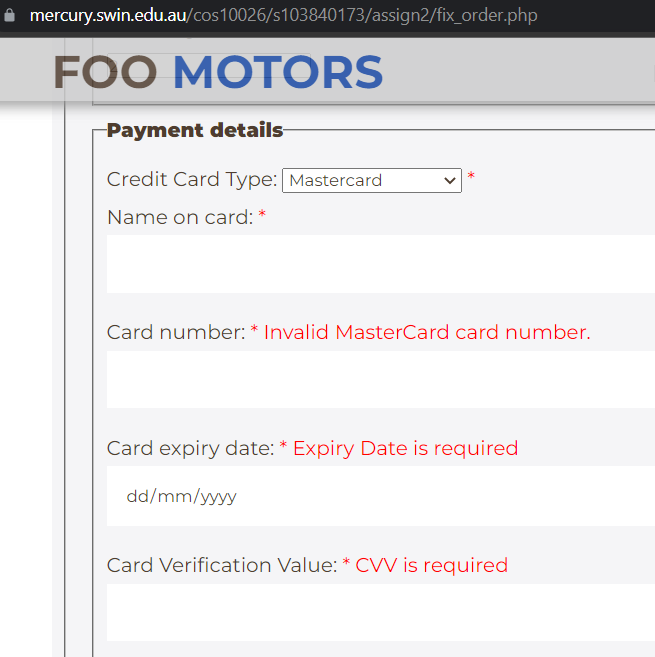 mercury.swin.edu.au/cos10026/s103840173/assign2/fix_order.php
FOO MOTORS
Payment details
Credit Card Type: Mastercard *
Name on card: *
Card number: * Invalid MasterCard card number.
Card expiry date: * Expiry Date is required
dd/mm/yyyy
Card Verification Value: * CVV is required